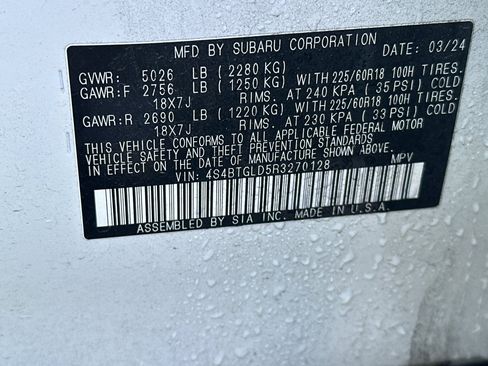 MFD BY SUBARU CORPORATION DATE: 03/24
GVWR: 5026 LB (2280 KG)
GAWR:F 2756 LB (1250 KG) WITH 225/60R18 100H TIRES.
18X7J RIMS. AT 240 KPA (35 PSI) COLD
GAWR:R 2690 LB (1220 KG) WITH 225/60R18 100H TIRES.
18X7J RIMS. AT 230 KPA (33 PSI) COLD
THIS VEHICLE CONFORMS TO ALL APPLICABLE FEDERAL MOTOR
VEHICLE SAFETY AND THEFT PREVENTION STANDARDS
IN EFFECT ON THE DATE OF MANUFACTURE SHOWN ABOVE.
VIN: 4S4BTGLD5R3270128 MPV
ASSEMBLED BY SIA INC. MADE IN U.S.A.